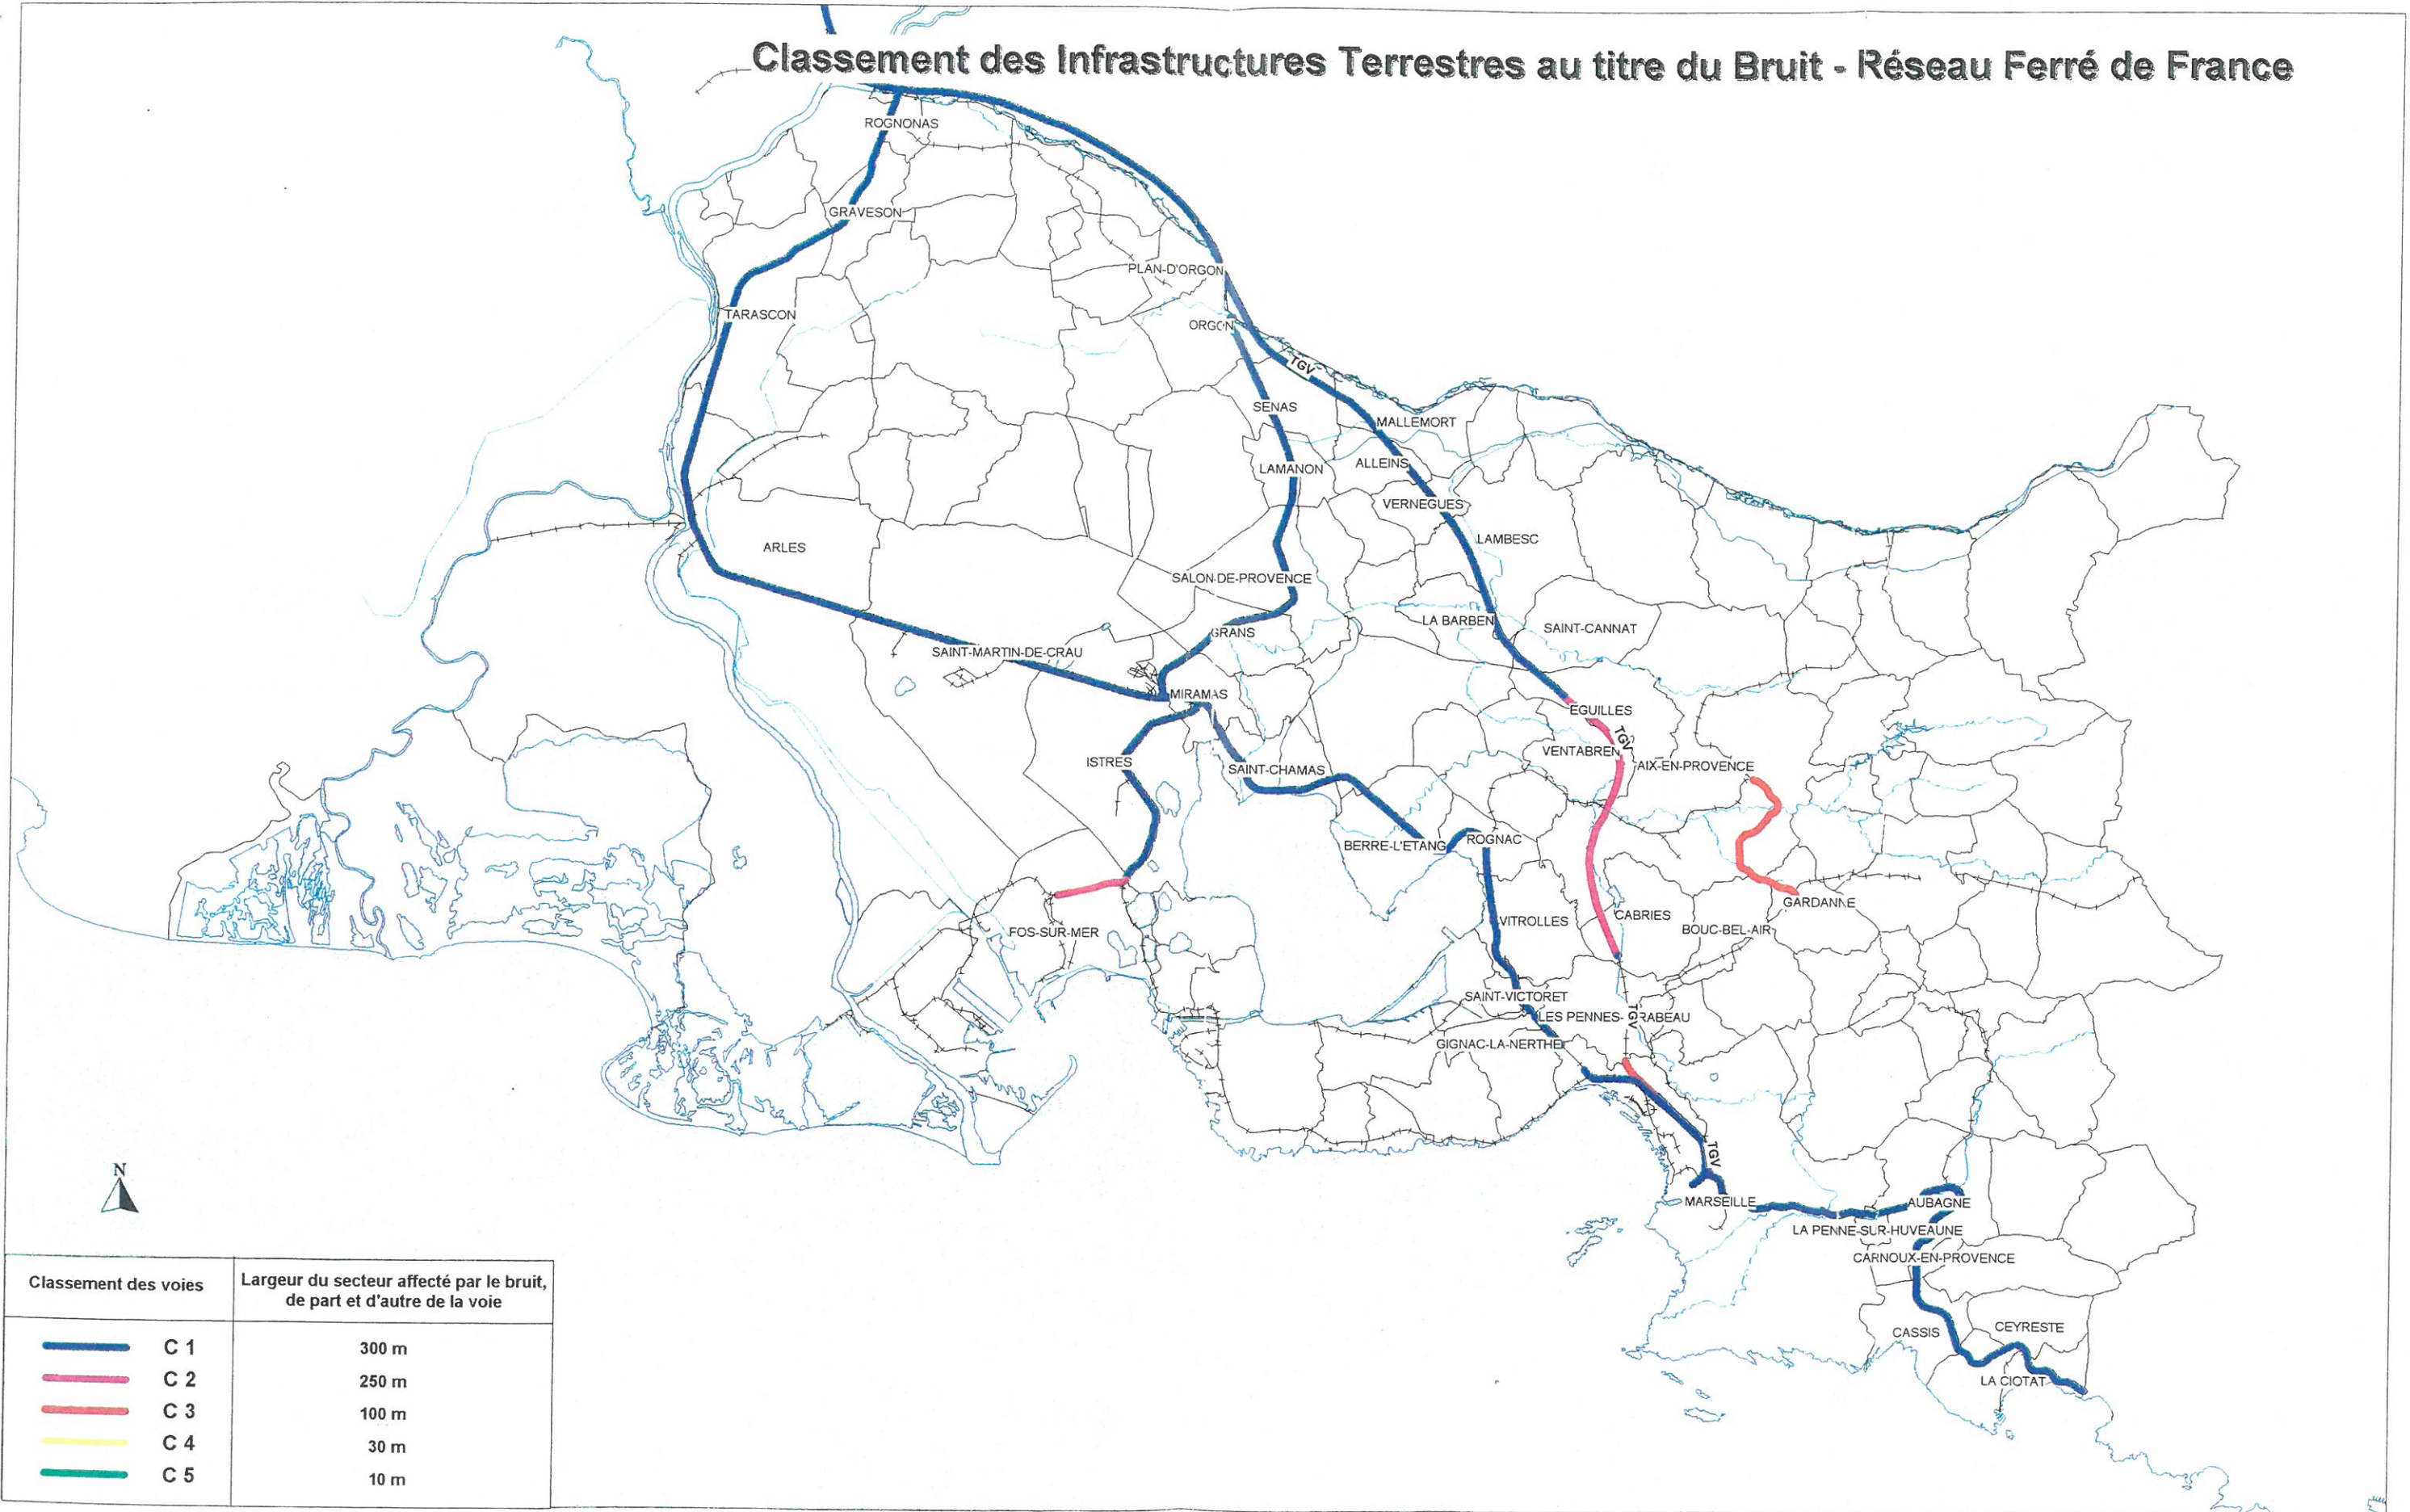 Classement des Infrastructures Terrestres au titre du Bruit - Réseau Ferré de France
ROGNONAS
GRAVESON
PLAN-D'ORGON
TARASCON
ORGON
TGV
SENAS
MALLEMORT
LAMANON
ALLEINS
VERNEGUES
LAMBESC
ARLES
SALON-DE-PROVENCE
LA BARBEN
SAINT-CANNAT
GRANS
SAINT-MARTIN-DE-CRAU
MIRAMAS
EGUILLES
TGV
VENTABREN
ISTRES
SAINT-CHAMAS
AIX-EN-PROVENCE
BERRE-L'ETANG
ROGNAC
GARDANNE
VITROLLES
CABRIES
BOUC-BEL-AIR
FOS-SUR-MER
SAINT-VICTORET
LES PENNES- RABEAU
TGV
GIGNAC-LA-NERTHE
TGV
MARSEILLE
AUBAGNE
LA PENNE-SUR-HUVEAUNE
CARNOUX-EN-PROVENCE
CASSIS
CEYRESTE
LA CIOTAT
N
Classement des voies
Largeur du secteur affecté par le bruit,
de part et d'autre de la voie
C 1 300 m
C 2 250 m
C 3 100 m
C 4 30 m
C 5 10 m